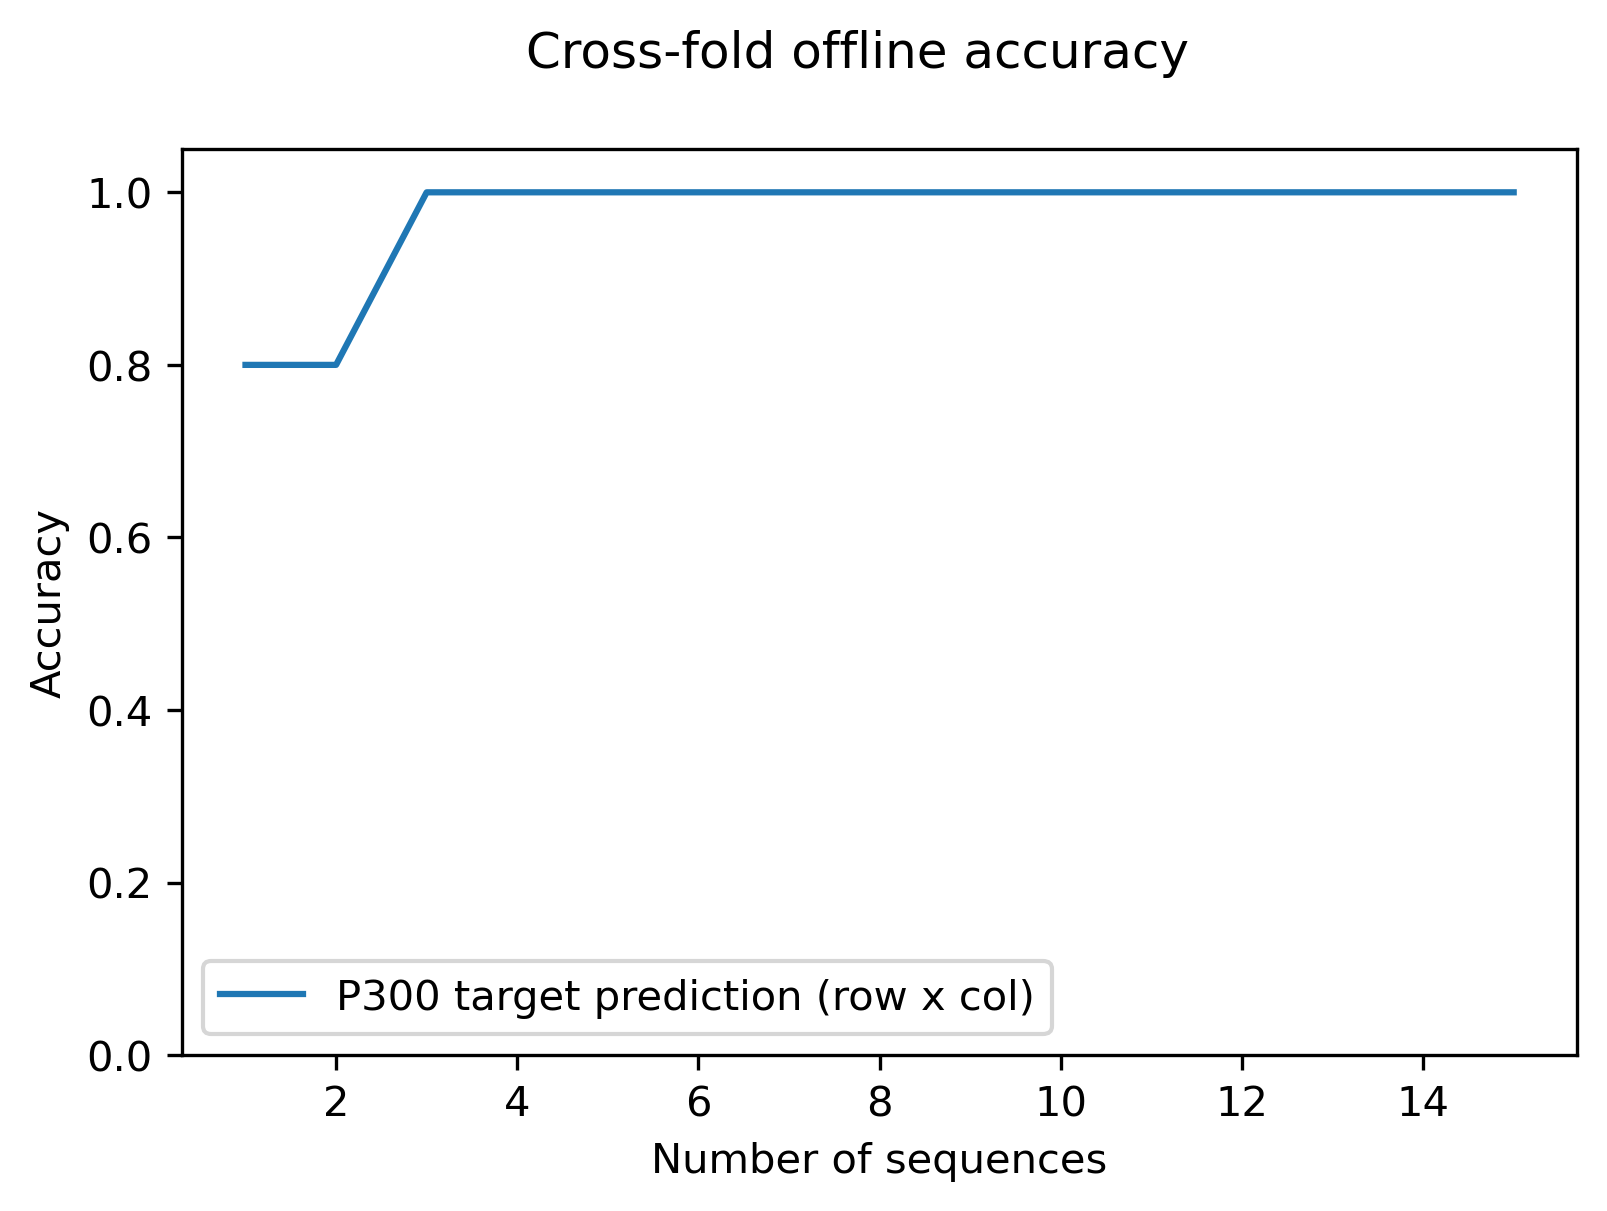 Cross-fold offline accuracy
1.0
0.8
0.6
0.4
0.2
0.0
Accuracy
P300 target prediction (row x col)
2 4 6 8 10 12 14
Number of sequences